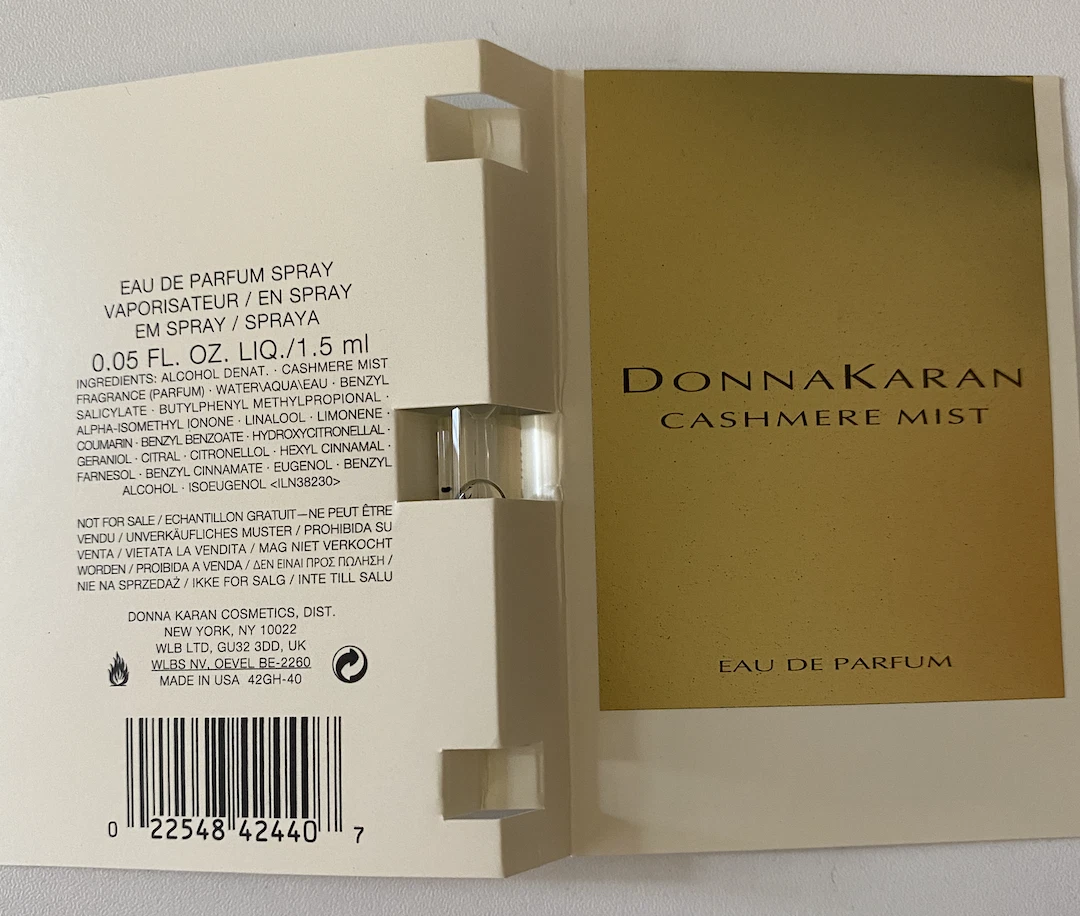 EAU DE PARFUM SPRAY
VAPORISATEUR / EN SPRAY
EM SPRAY / SPRAYA
0.05 FL. OZ. LIQ./1.5 ml
INGREDIENTS: ALCOHOL DENAT. · CASHMERE MIST
FRAGRANCE (PARFUM) · WATER\AQUA\EAU · BENZYL
SALICYLATE · BUTYLPHENYL METHYLPROPIONAL ·
ALPHA-ISOMETHYL IONONE · LINALOOL · LIMONENE ·
COUMARIN · BENZYL BENZOATE · HYDROXYCITRONELLAL ·
GERANIOL · CITRAL · CITRONELLOL · HEXYL CINNAMAL ·
FARNESOL · BENZYL CINNAMATE · EUGENOL · BENZYL
ALCOHOL · ISOEUGENOL <ILN38230>
NOT FOR SALE / ECHANTILLON GRATUIT—NE PEUT ÊTRE
VENDU / UNVERKÄUFLICHES MUSTER / PROHIBIDA SU
VENTA / VIETATA LA VENDITA / MAG NIET VERKOCHT
WORDEN / PROIBIDA A VENDA / ΔΕΝ ΕΙΝΑΙ ΠΡΟΣ ΠΩΛΗΣΗ /
NIE NA SPRZEDAŻ / IKKE FOR SALG / INTE TILL SALU
DONNA KARAN COSMETICS, DIST.
NEW YORK, NY 10022
WLB LTD, GU32 3DD, UK
WLBS NV, OEVEL BE-2260
MADE IN USA 42GH-40
0 22548 42440 7
DONNAKARAN
CASHMERE MIST
EAU DE PARFUM